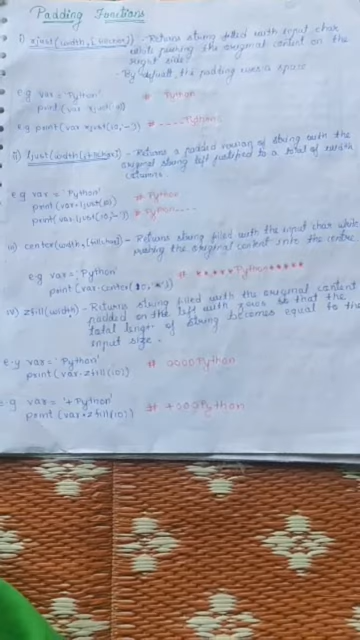 Padding Functions
i) rjust(width,[fillchar]) - Returns string filled with input char
while pushing the original content on the
right side.
- By default, the padding uses a space
e.g var = 'Python'
print(var.rjust(10)) # Python
e.g print(var.rjust(10,'-')) # ----Python
ii) ljust(width,[fillchar]) - Returns a padded version of string with the
original string left justified to a total of width
columns.
e.g var = 'Python'
print(var.ljust(10)) # Python
print(var.ljust(10,'-')) # Python----
center(width,[fillchar]) - Returns string filled with the input char while
pushing the original content into the centre.
e.g var = 'Python'
print(var.center( # *****Python*****
iv) zfill(width) - Returns string filled with the original content
padded on the left with zeros so that the
total length of string becomes equal to the
input size.
e.g var = 'Python'
print(var.zfill(10)) # 0000Python
e.g var = '+Python'
print(var.zfill(10)) # +000Python